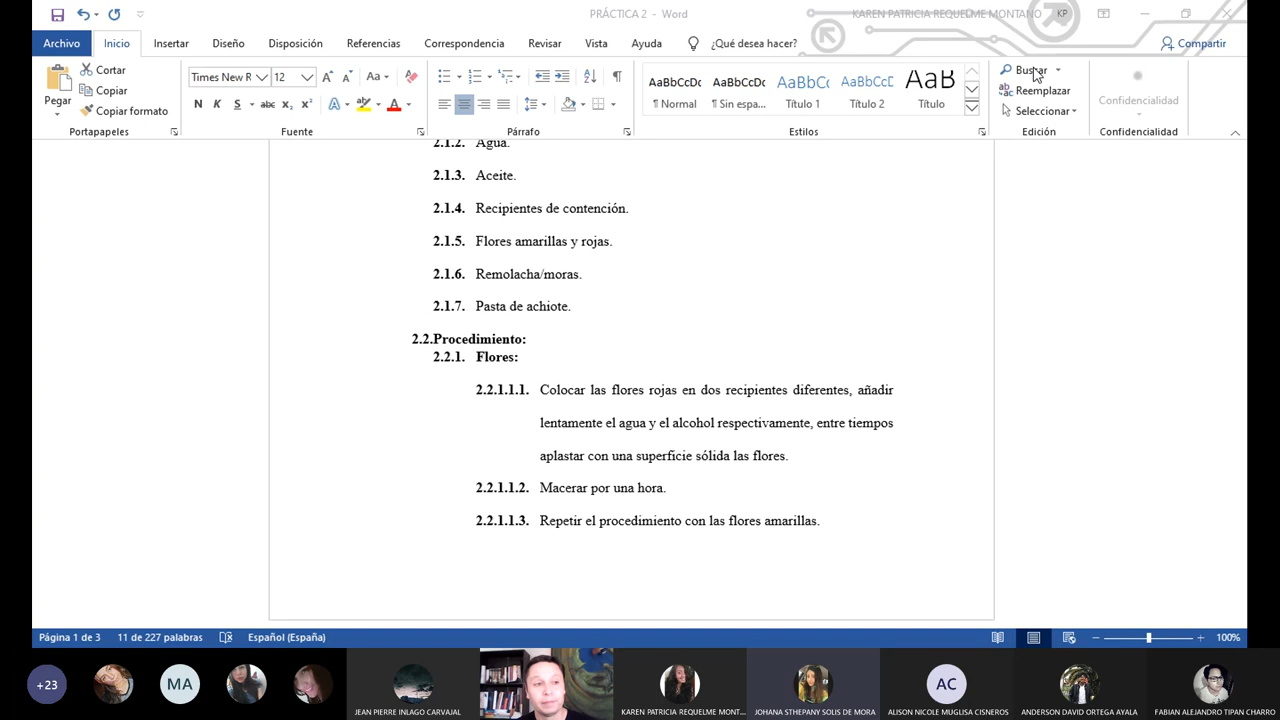 PRÁCTICA 2 - Word
KAREN PATRICIA REQUELME MONTANO
KP
Archivo Inicio Insertar Diseño Disposición Referencias Correspondencia Revisar Vista Ayuda ¿Qué desea hacer? Compartir
Pegar
Cortar
Copiar
Copiar formato
Portapapeles
Times New R 12
N K S abc x₂ x²
Fuente
Párrafo
AaBbCcDc AaBbCcDc AaBbCc AaBbCcD AaB
¶ Normal ¶ Sin espa... Título 1 Título 2 Título
Estilos
Buscar
Reemplazar
Seleccionar
Edición
Confidencialidad
Confidencialidad
2.1.2. Agua.
2.1.3. Aceite.
2.1.4. Recipientes de contención.
2.1.5. Flores amarillas y rojas.
2.1.6. Remolacha/moras.
2.1.7. Pasta de achiote.
2.2.Procedimiento:
2.2.1. Flores:
2.2.1.1.1. Colocar las flores rojas en dos recipientes diferentes, añadir
lentamente el agua y el alcohol respectivamente, entre tiempos
aplastar con una superficie sólida las flores.
2.2.1.1.2. Macerar por una hora.
2.2.1.1.3. Repetir el procedimiento con las flores amarillas.
Página 1 de 3 11 de 227 palabras Español (España) 100%
+23
MA
AC
JEAN PIERRE INLAGO CARVAJAL
KAREN PATRICIA REQUELME MONT...
JOHANA STHEPANY SOLIS DE MORA
ALISON NICOLE MUGLISA CISNEROS
ANDERSON DAVID ORTEGA AYALA
FABIAN ALEJANDRO TIPAN CHARRO